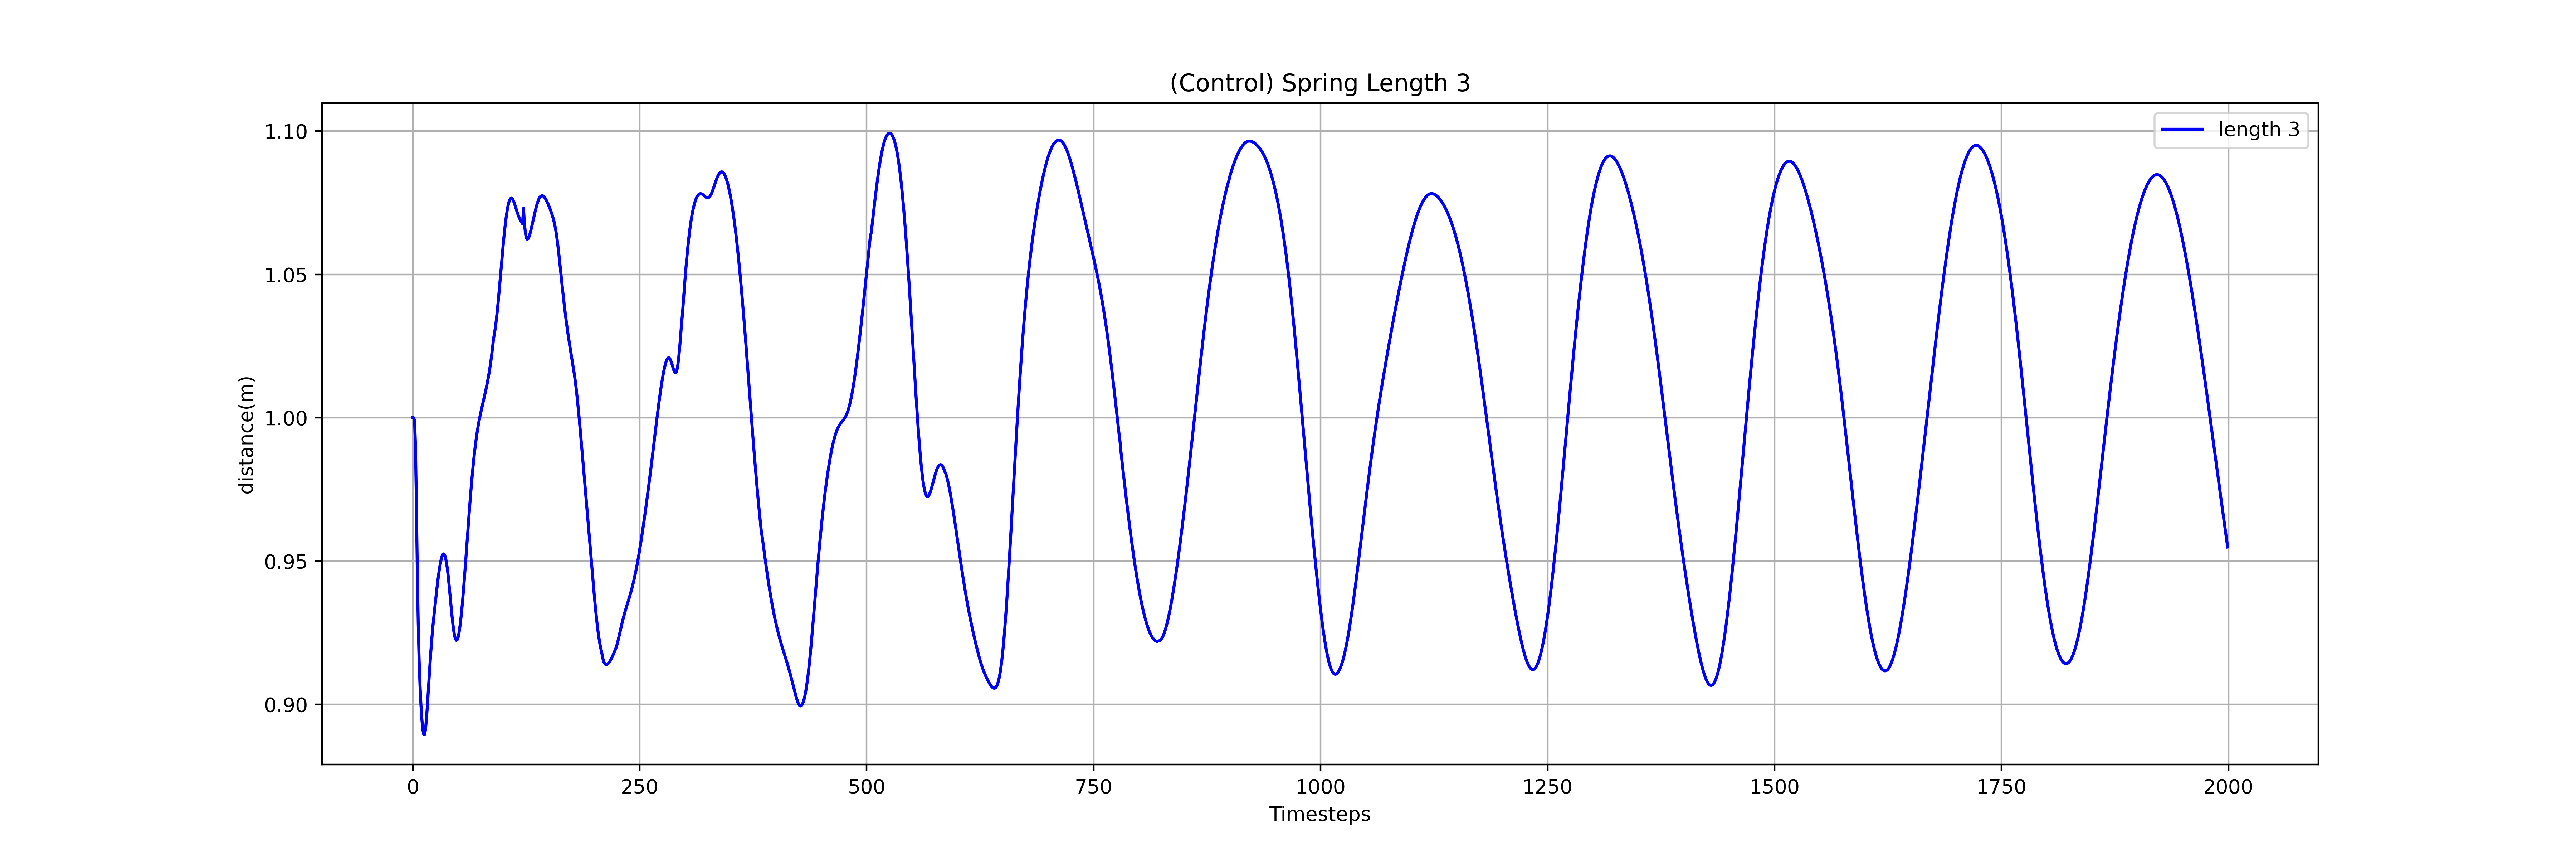 (Control) Spring Length 3
length 3
distance(m)
1.10
1.05
1.00
0.95
0.90
0 250 500 750 1000 1250 1500 1750 2000
Timesteps